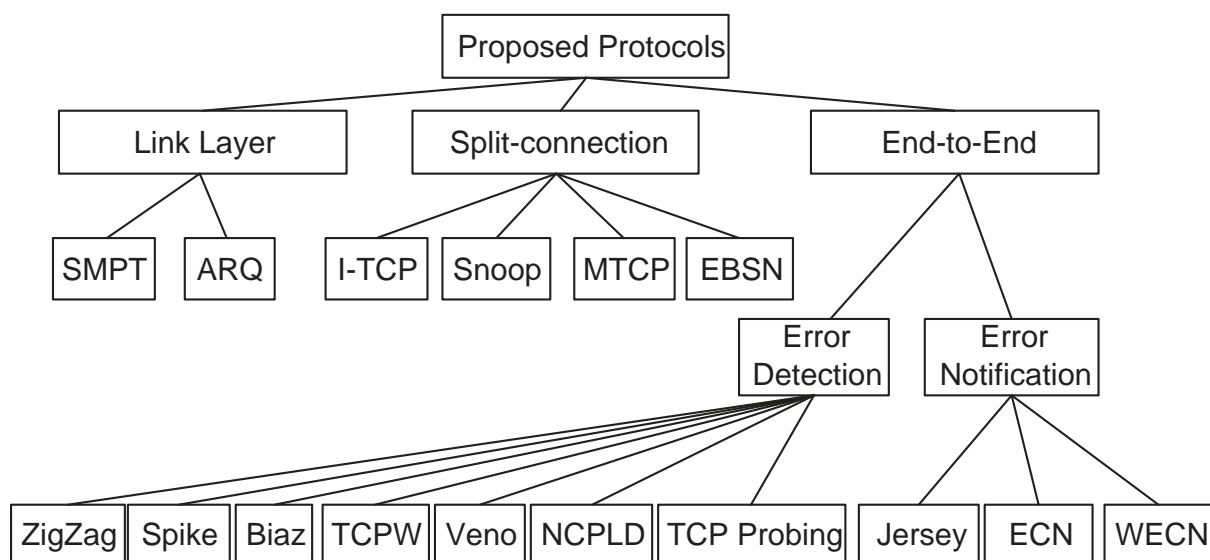 Proposed Protocols
Link Layer
Split-connection
End-to-End
SMPT
ARQ
I-TCP
Snoop
MTCP
EBSN
Error
Detection
Error
Notification
ZigZag
Spike
Biaz
TCPW
Veno
NCPLD
TCP Probing
Jersey
ECN
WECN